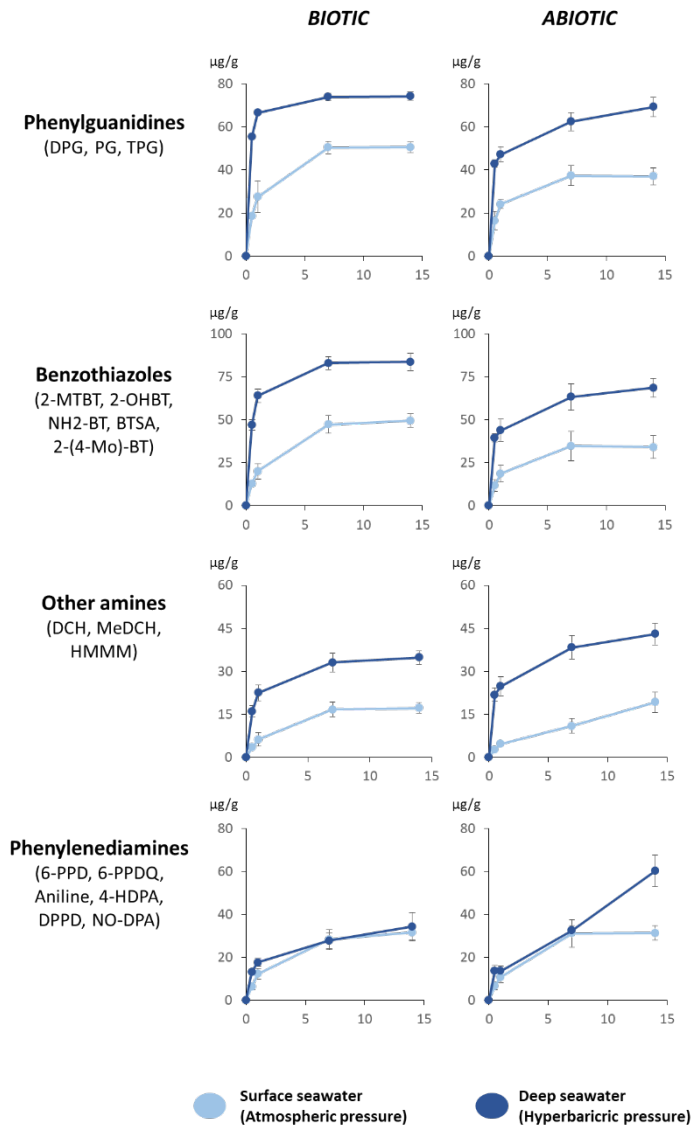 BIOTIC
ABIOTIC
Phenylguanidines
(DPG, PG, TPG)
µg/g
80
60
40
20
0
0 5 10 15
µg/g
80
60
40
20
0
0 5 10 15
Benzothiazoles
(2-MTBT, 2-OHBT,
NH2-BT, BTSA,
2-(4-Mo)-BT)
µg/g
100
75
50
25
0
0 5 10 15
µg/g
100
75
50
25
0
0 5 10 15
Other amines
(DCH, MeDCH,
HMMM)
µg/g
60
45
30
15
0
0 5 10 15
µg/g
60
45
30
15
0
0 5 10 15
Phenylenediamines
(6-PPD, 6-PPDQ,
Aniline, 4-HDPA,
DPPD, NO-DPA)
µg/g
80
60
40
20
0
0 5 10 15
µg/g
80
60
40
20
0
0 5 10 15
Surface seawater
(Atmospheric pressure)
Deep seawater
(Hyperbaricric pressure)